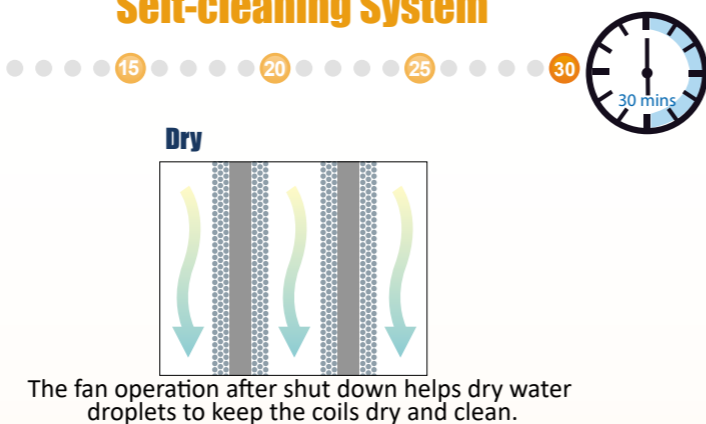 Self-cleaning System
15 20 25 30
30 mins
Dry
The fan operation after shut down helps dry water
droplets to keep the coils dry and clean.